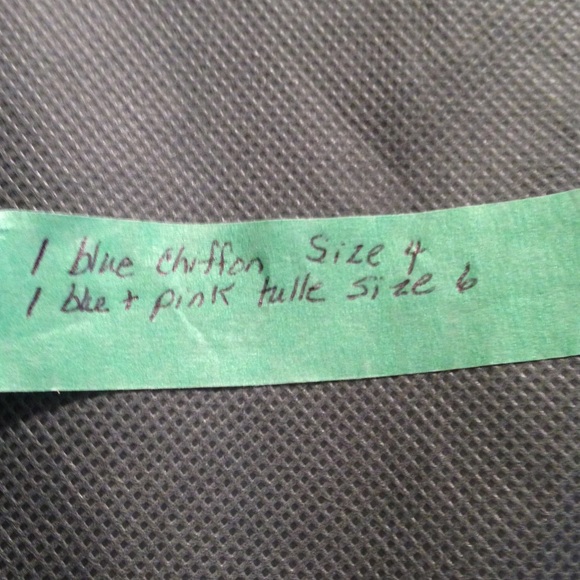 1 blue chiffon Size 4
1 blue + pink tulle size 6